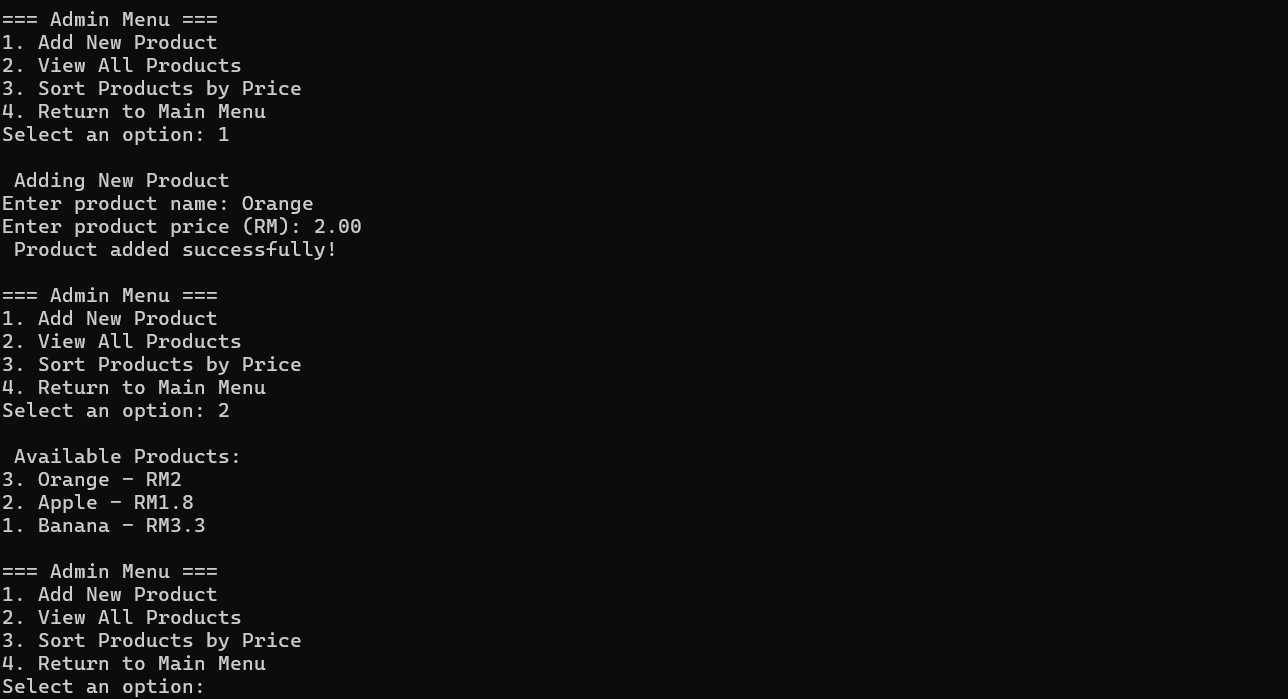 === Admin Menu ===
1. Add New Product
2. View All Products
3. Sort Products by Price
4. Return to Main Menu
Select an option: 1
Adding New Product
Enter product name: Orange
Enter product price (RM): 2.00
Product added successfully!
=== Admin Menu ===
1. Add New Product
2. View All Products
3. Sort Products by Price
4. Return to Main Menu
Select an option: 2
Available Products:
3. Orange - RM2
2. Apple - RM1.8
1. Banana - RM3.3
=== Admin Menu ===
1. Add New Product
2. View All Products
3. Sort Products by Price
4. Return to Main Menu
Select an option: